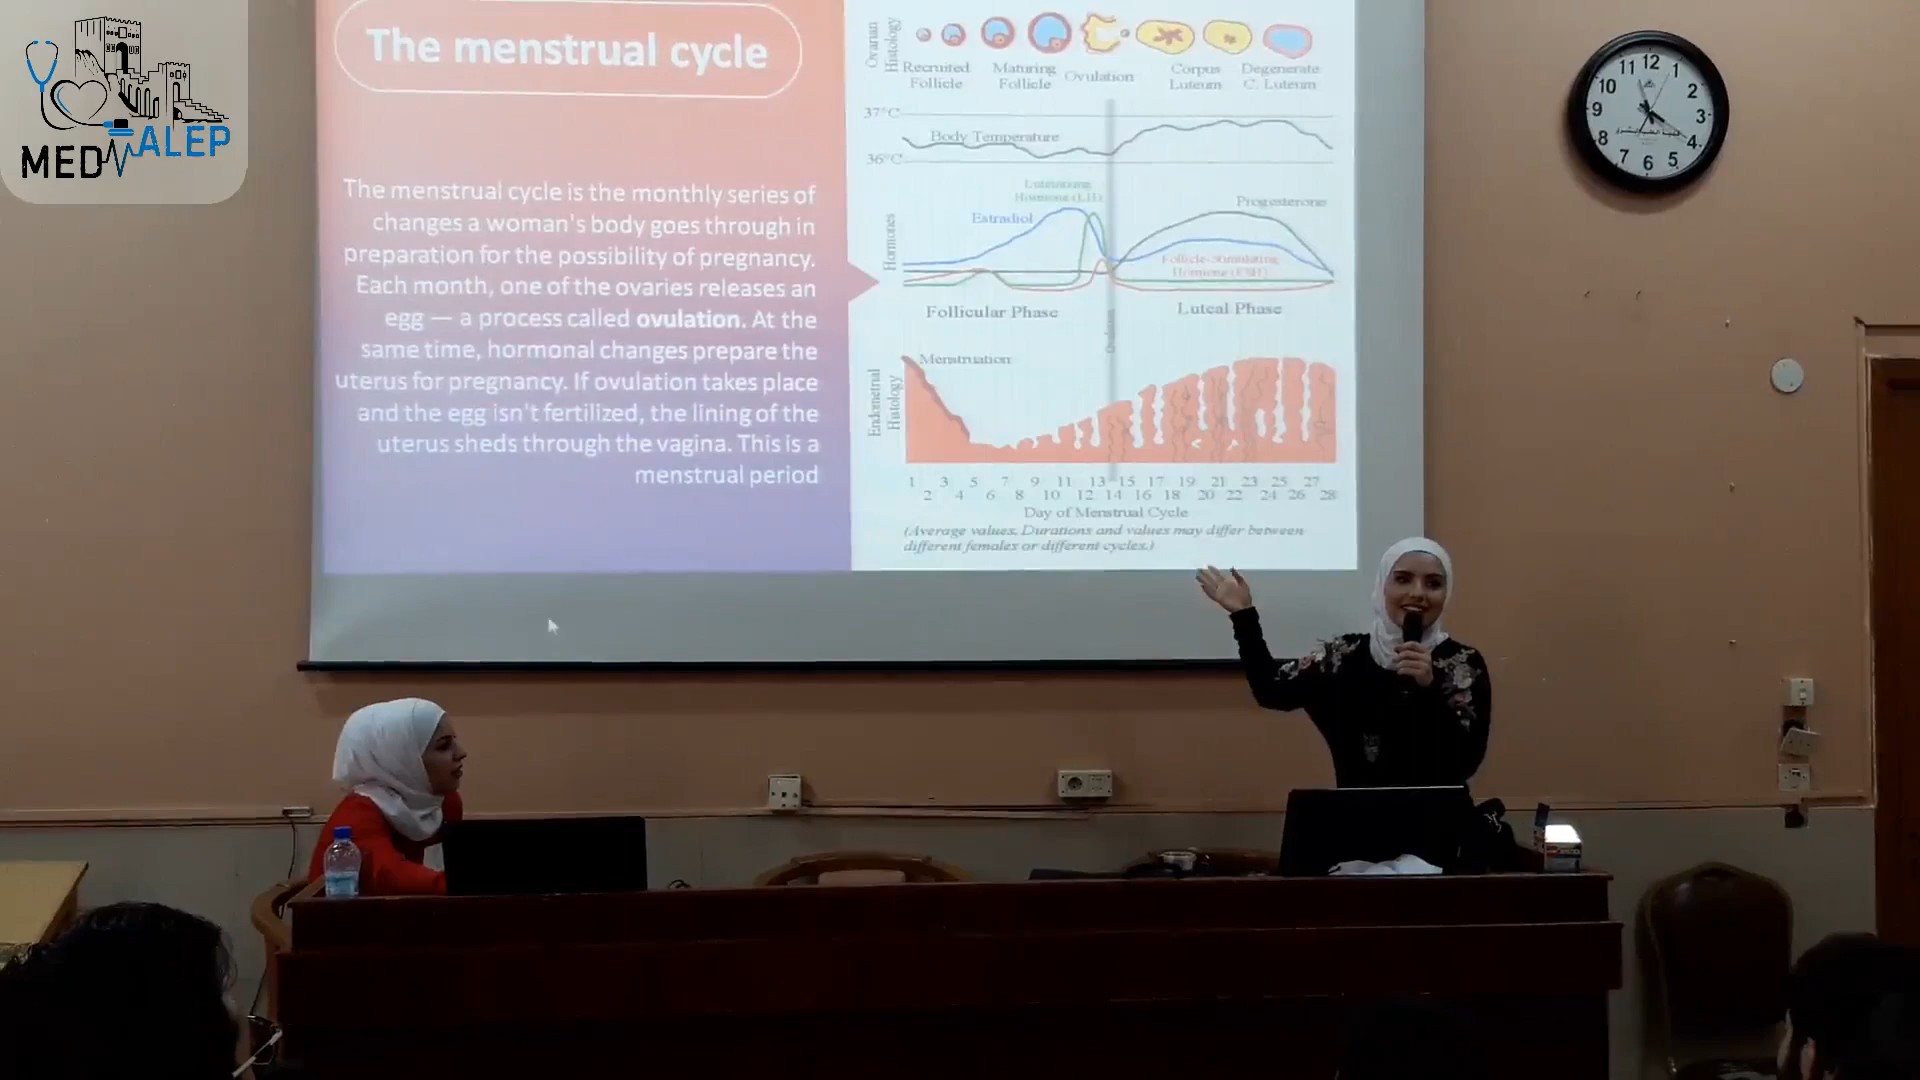 MED ALEP
The menstrual cycle
The menstrual cycle is the monthly series of
changes a woman's body goes through in
preparation for the possibility of pregnancy.
Each month, one of the ovaries releases an
egg — a process called ovulation. At the
same time, hormonal changes prepare the
uterus for pregnancy. If ovulation takes place
and the egg isn't fertilized, the lining of the
uterus sheds through the vagina. This is a
menstrual period
Ovarian
Histology
Recruited
Follicle
Maturing
Follicle
Ovulation
Corpus
Luteum
Degenerate
C. Luteum
37°C
Body Temperature
36°C
Hormones
Luteinizing
Hormone (LH)
Estradiol
Progesterone
Follicle-Stimulating
Hormone (FSH)
Follicular Phase
Luteal Phase
Ovulation
Endometrial
Histology
Menstruation
1 3 5 7 9 11 13 15 17 19 21 23 25 27
2 4 6 8 10 12 14 16 18 20 22 24 26 28
Day of Menstrual Cycle
(Average values. Durations and values may differ between
different females or different cycles.)
12 1 2 3 4 5 6 7 8 9 10 11